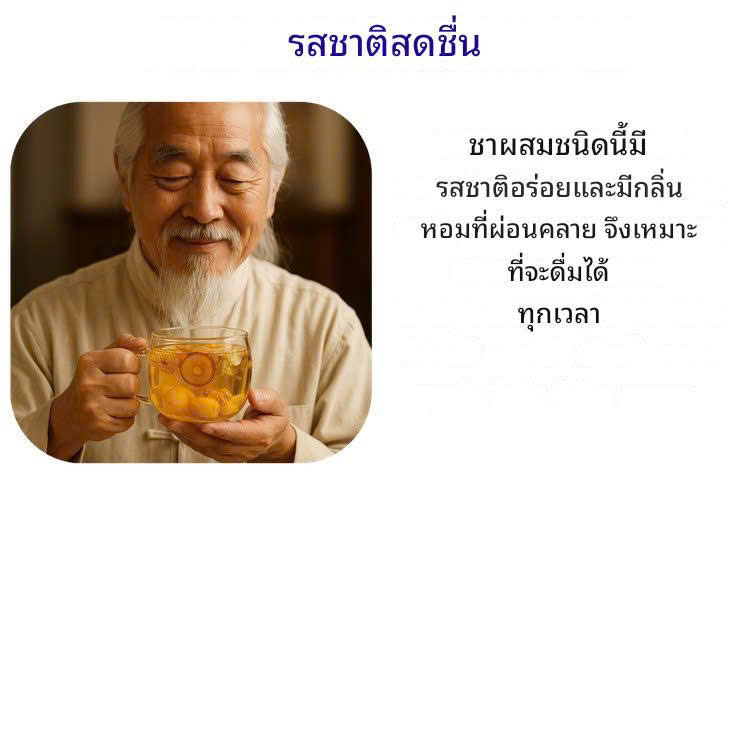 รสชาติสดชื่น
ชาผสมชนิดนี้มี
รสชาติอร่อยและมีกลิ่น
หอมที่ผ่อนคลาย จึงเหมาะ
ที่จะดื่มได้
ทุกเวลา